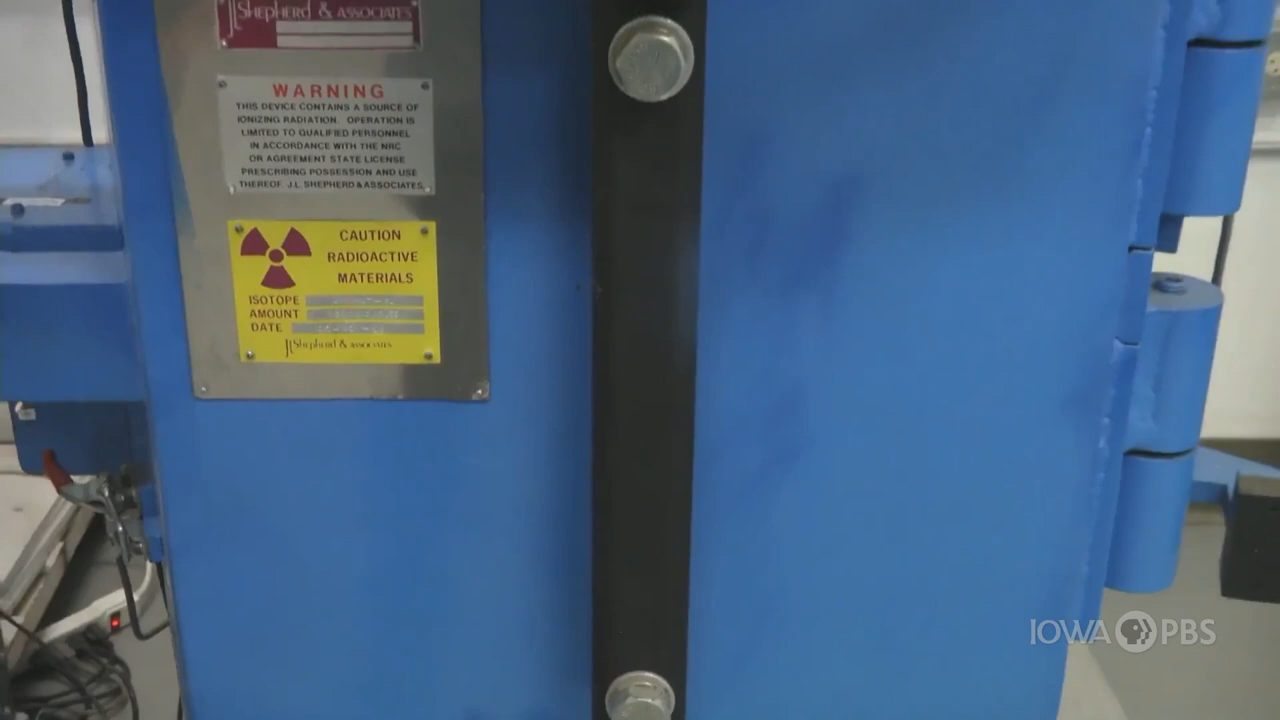 JLShepherd & Associates
WARNING
THIS DEVICE CONTAINS A SOURCE OF
IONIZING RADIATION. OPERATION IS
LIMITED TO QUALIFIED PERSONNEL
IN ACCORDANCE WITH THE NRC
OR AGREEMENT STATE LICENSE
PRESCRIBING POSSESSION AND USE
THEREOF. J.L. SHEPHERD & ASSOCIATES.
CAUTION
RADIOACTIVE
MATERIALS
ISOTOPE
AMOUNT
DATE
JLShepherd & associates
IOWA PBS